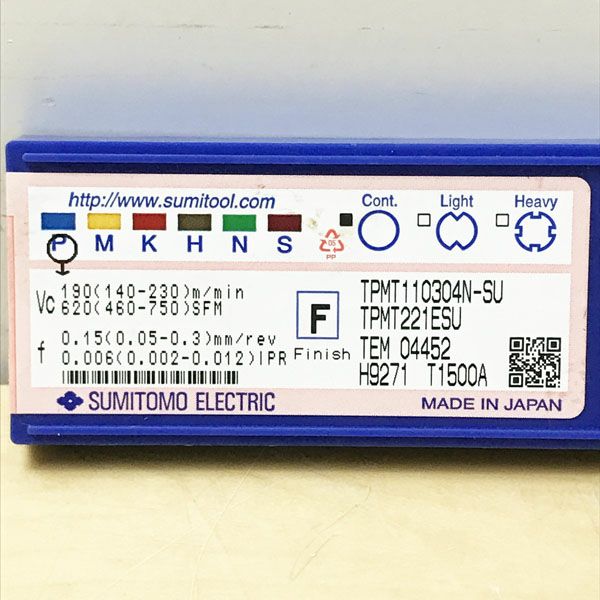 http://www.sumitool.com
Cont. Light Heavy
P M K H N S
05
PP
Vc 190(140-230)m/min
620(460-750)SFM
f 0.15(0.05-0.3)mm/rev
0.006(0.002-0.012)IPR
F
Finish
TPMT110304N-SU
TPMT221ESU
TEM 04452
H9271 T1500A
SUMITOMO ELECTRIC
MADE IN JAPAN